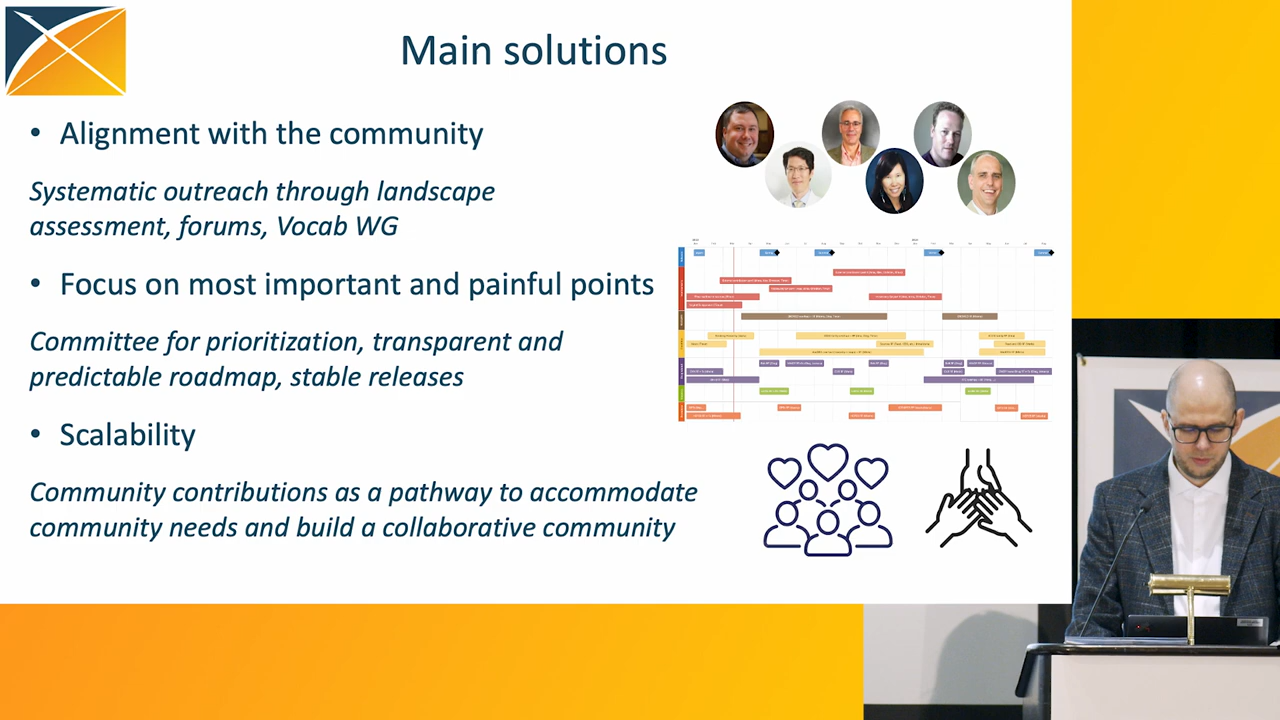 Main solutions
• Alignment with the community
Systematic outreach through landscape
assessment, forums, Vocab WG
• Focus on most important and painful points
Committee for prioritization, transparent and
predictable roadmap, stable releases
• Scalability
Community contributions as a pathway to accommodate
community needs and build a collaborative community